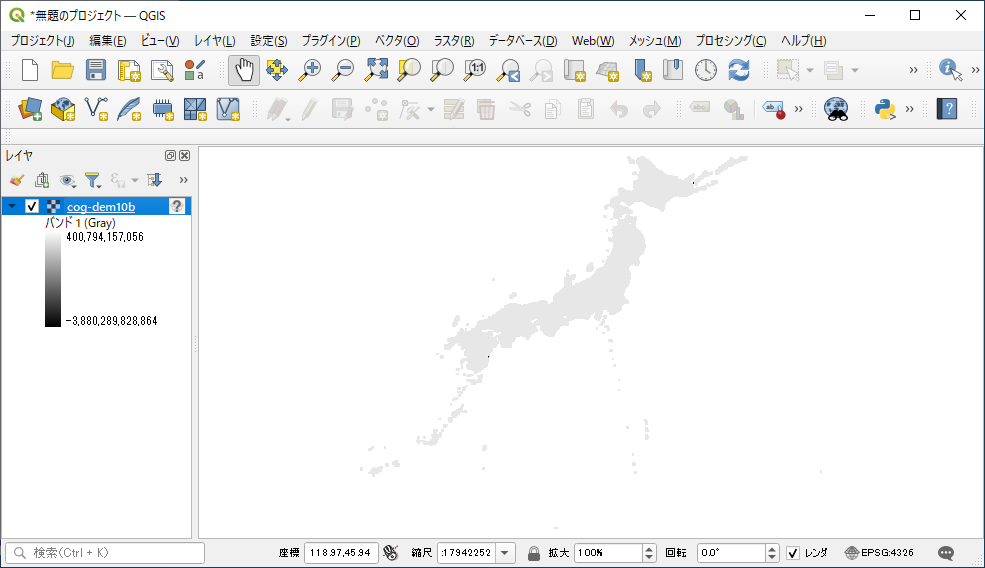 *無題のプロジェクト — QGIS
プロジェクト(J) 編集(E) ビュー(V) レイヤ(L) 設定(S) プラグイン(P) ベクタ(O) ラスタ(R) データベース(D) Web(W) メッシュ(M) プロセシング(C) ヘルプ(H)
レイヤ
cog-dem10b
バンド 1 (Gray)
400,794,157,056
-3,880,289,828,864
検索(Ctrl + K) 座標 118.97,45.94 縮尺 :17942252 拡大 100% 回転 0.0° レンダ EPSG:4326